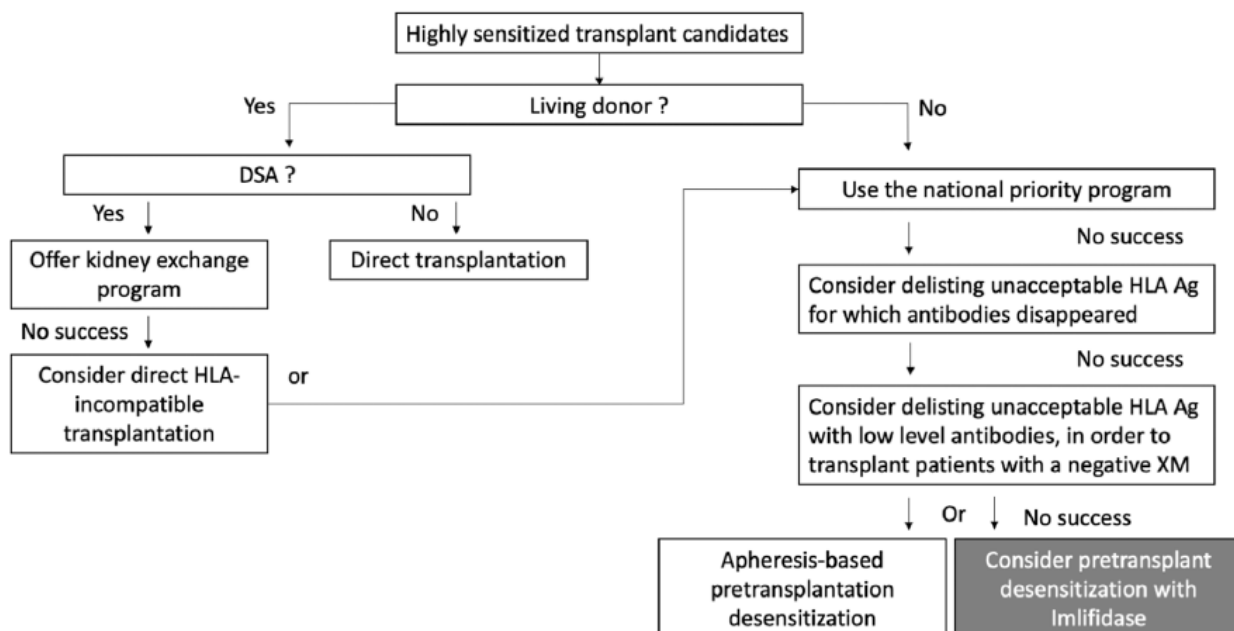 Highly sensitized transplant candidates
Yes
Living donor ?
No
DSA ?
Use the national priority program
Yes
No
No success
Offer kidney exchange
program
Direct transplantation
Consider delisting unacceptable HLA Ag
for which antibodies disappeared
No success
No success
Consider direct HLA-
incompatible
transplantation
or
Consider delisting unacceptable HLA Ag
with low level antibodies, in order to
transplant patients with a negative XM
Or
No success
Apheresis-based
pretransplantation
desensitization
Consider pretransplant
desensitization with
Imlifidase